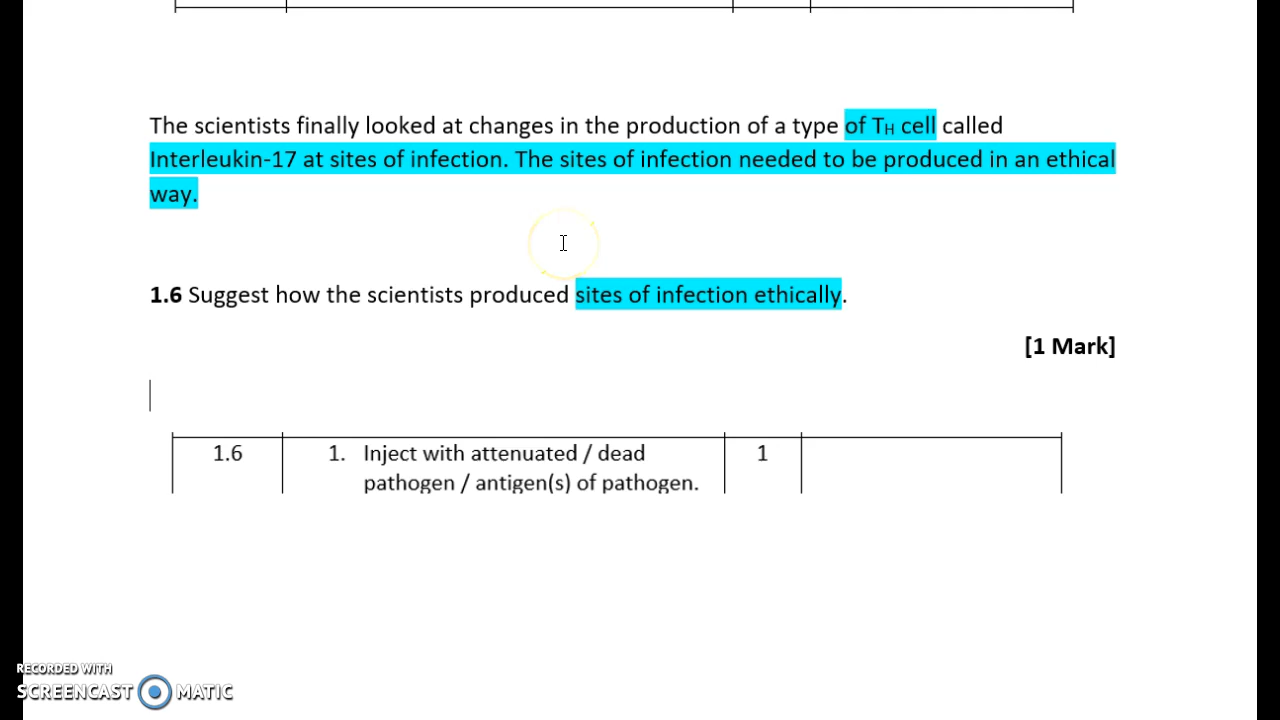 The scientists finally looked at changes in the production of a type of TH cell called
Interleukin-17 at sites of infection. The sites of infection needed to be produced in an ethical
way.
1.6 Suggest how the scientists produced sites of infection ethically.
[1 Mark]
1.6 1. Inject with attenuated / dead 1
pathogen / antigen(s) of pathogen.
RECORDED WITH
SCREENCAST MATIC